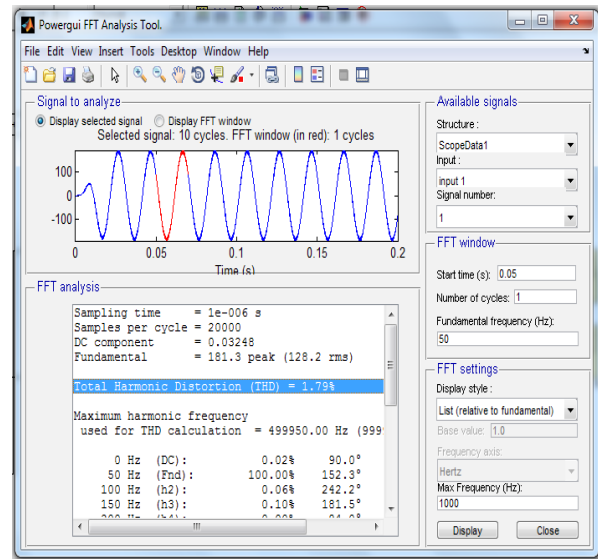 Powergui FFT Analysis Tool.
File Edit View Insert Tools Desktop Window Help
Signal to analyze
Display selected signal Display FFT window
Selected signal: 10 cycles. FFT window (in red): 1 cycles
100
0
-100
0 0.05 0.1 0.15 0.2
Time (s)
FFT analysis
Sampling time = 1e-006 s
Samples per cycle = 20000
DC component = 0.03248
Fundamental = 181.3 peak (128.2 rms)
Total Harmonic Distortion (THD) = 1.79%
Maximum harmonic frequency
used for THD calculation = 499950.00 Hz (999
0 Hz (DC): 0.02% 90.0°
50 Hz (Fnd): 100.00% 152.3°
100 Hz (h2): 0.06% 242.2°
150 Hz (h3): 0.10% 181.5°
Available signals
Structure :
ScopeData1
Input :
input 1
Signal number:
1
FFT window
Start time (s): 0.05
Number of cycles: 1
Fundamental frequency (Hz):
50
FFT settings
Display style :
List (relative to fundamental)
Base value: 1.0
Frequency axis:
Hertz
Max Frequency (Hz):
1000
Display Close